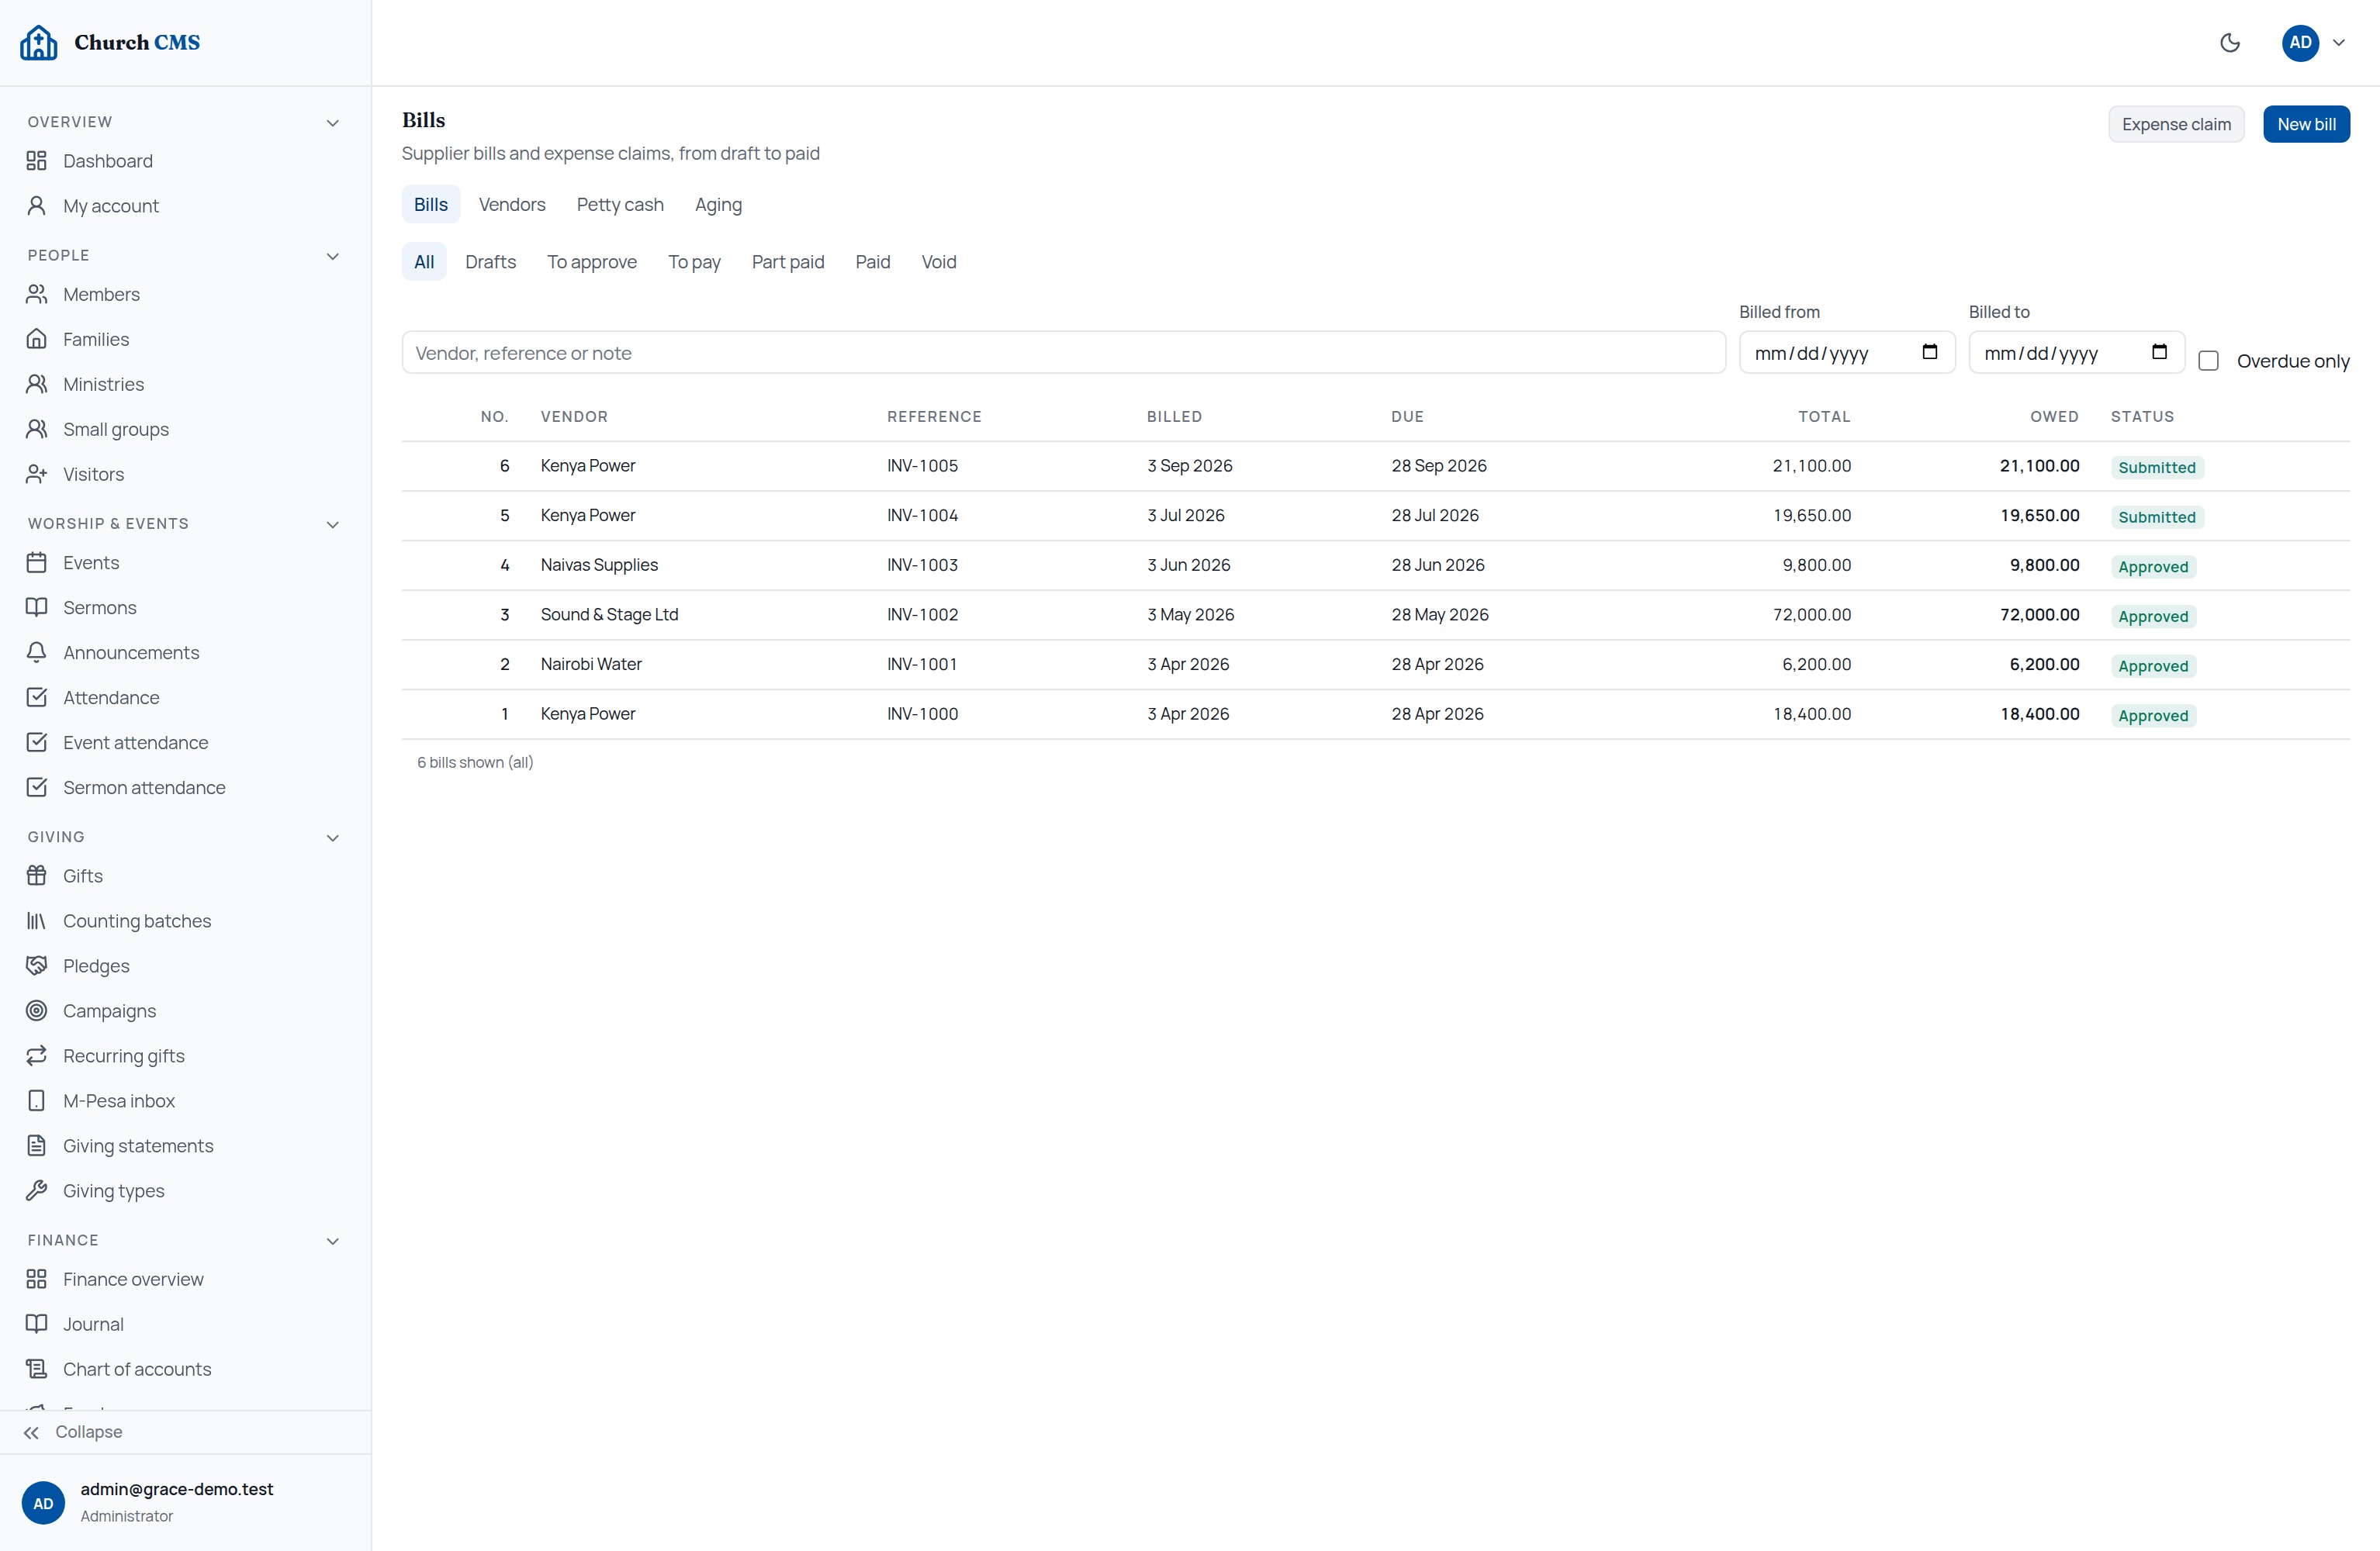 Church CMS
AD
OVERVIEW
Dashboard
My account
PEOPLE
Members
Families
Ministries
Small groups
Visitors
WORSHIP & EVENTS
Events
Sermons
Announcements
Attendance
Event attendance
Sermon attendance
GIVING
Gifts
Counting batches
Pledges
Campaigns
Recurring gifts
M-Pesa inbox
Giving statements
Giving types
FINANCE
Finance overview
Journal
Chart of accounts
Collapse
AD
admin@grace-demo.test
Administrator
Bills
Supplier bills and expense claims, from draft to paid
Expense claim New bill
Bills Vendors Petty cash Aging
All Drafts To approve To pay Part paid Paid Void
Billed from Billed to
Vendor, reference or note mm/dd/yyyy mm/dd/yyyy Overdue only
NO. VENDOR REFERENCE BILLED DUE TOTAL OWED STATUS
6 Kenya Power INV-1005 3 Sep 2026 28 Sep 2026 21,100.00 21,100.00 Submitted
5 Kenya Power INV-1004 3 Jul 2026 28 Jul 2026 19,650.00 19,650.00 Submitted
4 Naivas Supplies INV-1003 3 Jun 2026 28 Jun 2026 9,800.00 9,800.00 Approved
3 Sound & Stage Ltd INV-1002 3 May 2026 28 May 2026 72,000.00 72,000.00 Approved
2 Nairobi Water INV-1001 3 Apr 2026 28 Apr 2026 6,200.00 6,200.00 Approved
1 Kenya Power INV-1000 3 Apr 2026 28 Apr 2026 18,400.00 18,400.00 Approved
6 bills shown (all)